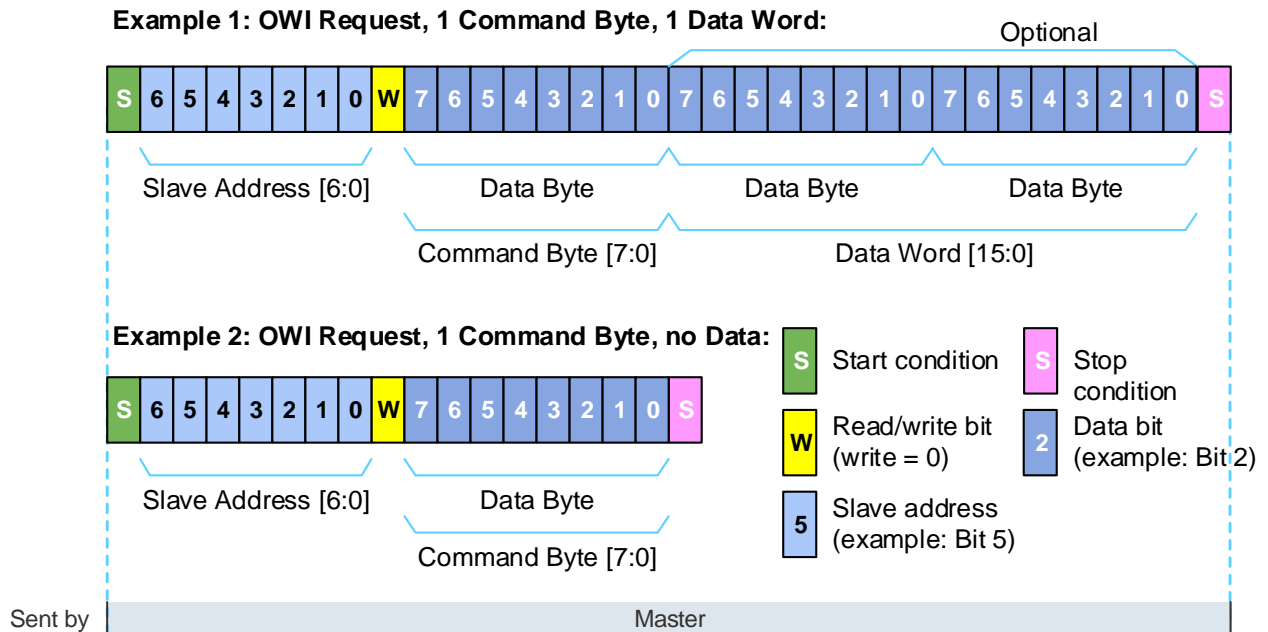 Example 1: OWI Request, 1 Command Byte, 1 Data Word:
Optional
S 6 5 4 3 2 1 0 W 7 6 5 4 3 2 1 0 7 6 5 4 3 2 1 0 7 6 5 4 3 2 1 0 S
Slave Address [6:0] Data Byte Data Byte Data Byte
Command Byte [7:0] Data Word [15:0]
Example 2: OWI Request, 1 Command Byte, no Data:
S 6 5 4 3 2 1 0 W 7 6 5 4 3 2 1 0 S
Slave Address [6:0] Data Byte
Command Byte [7:0]
S Start condition
S Stop
condition
W Read/write bit
(write = 0)
2 Data bit
(example: Bit 2)
5 Slave address
(example: Bit 5)
Sent by Master